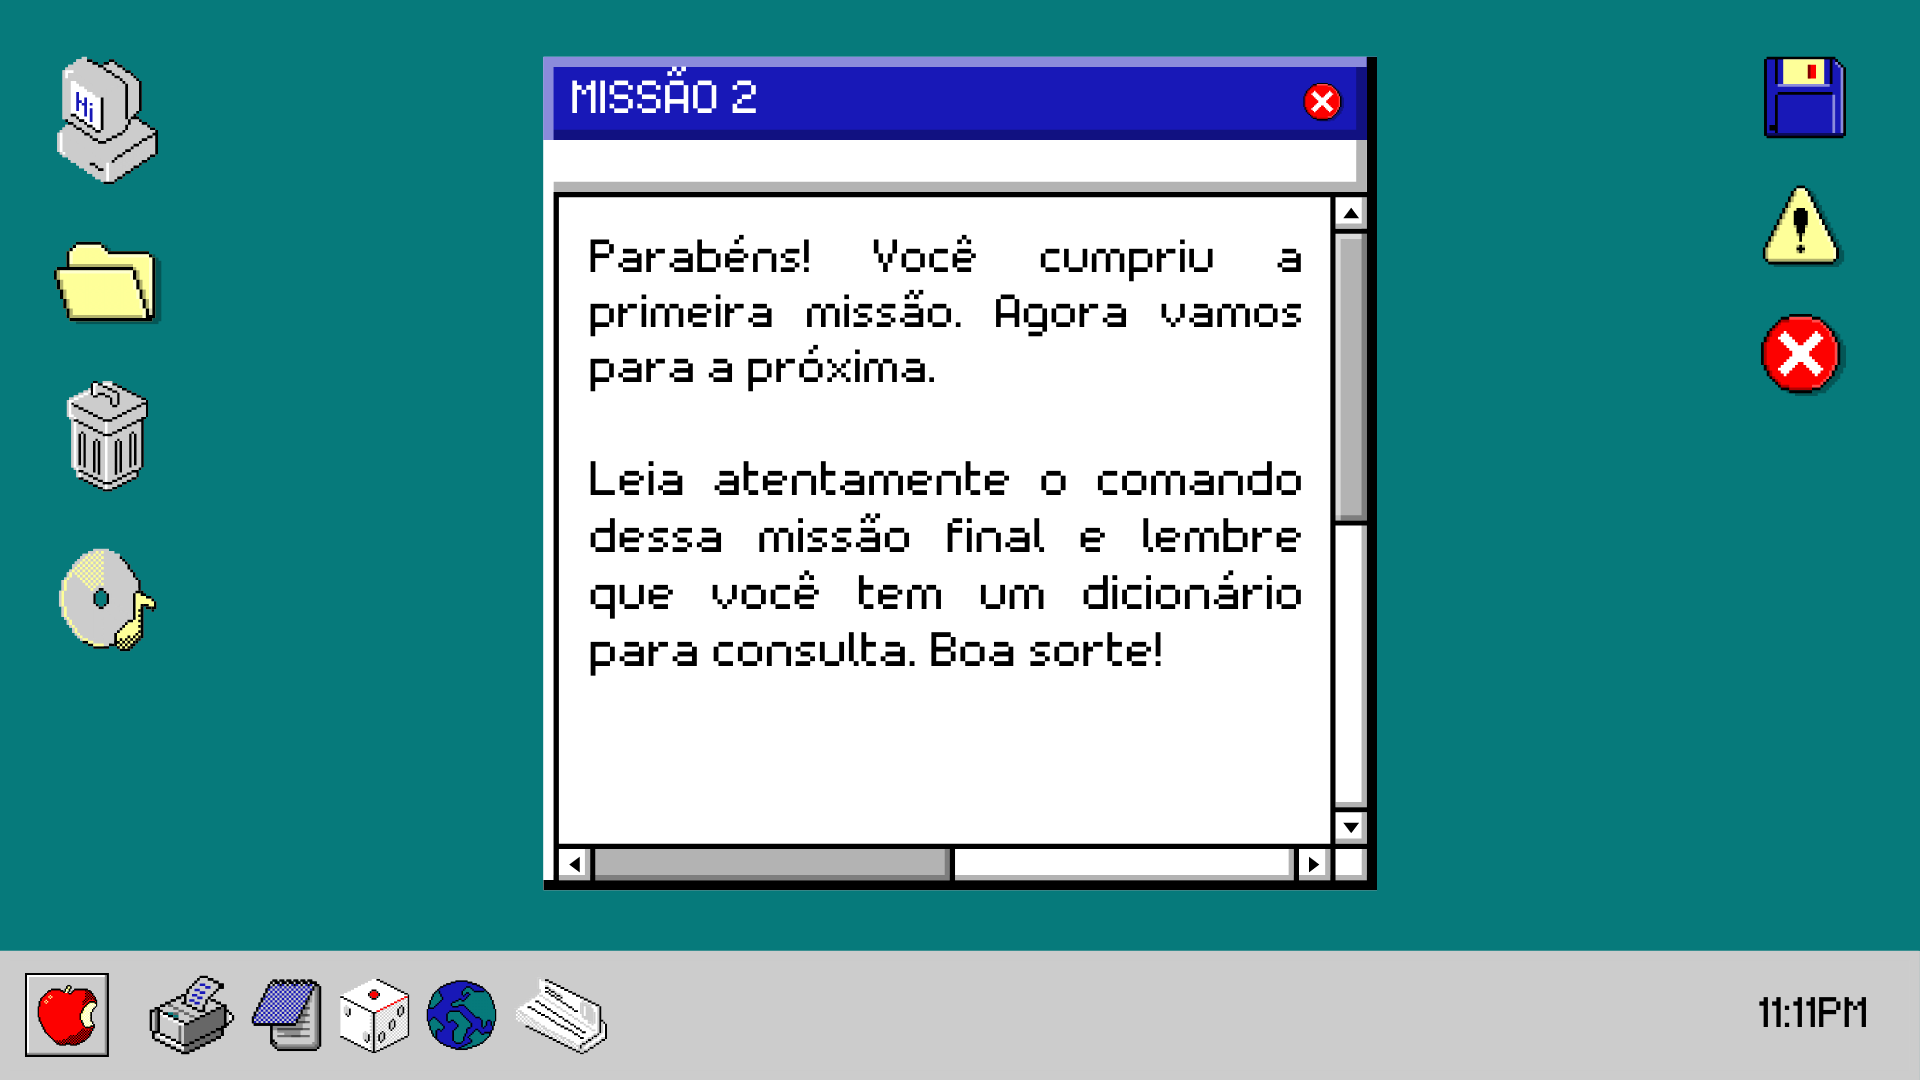 MISSÃO 2
Parabéns! Você cumpriu a
primeira missão. Agora vamos
para a próxima.
Leia atentamente o comando
dessa missão final e lembre
que você tem um dicionário
para consulta. Boa sorte!
Hi
11:11PM